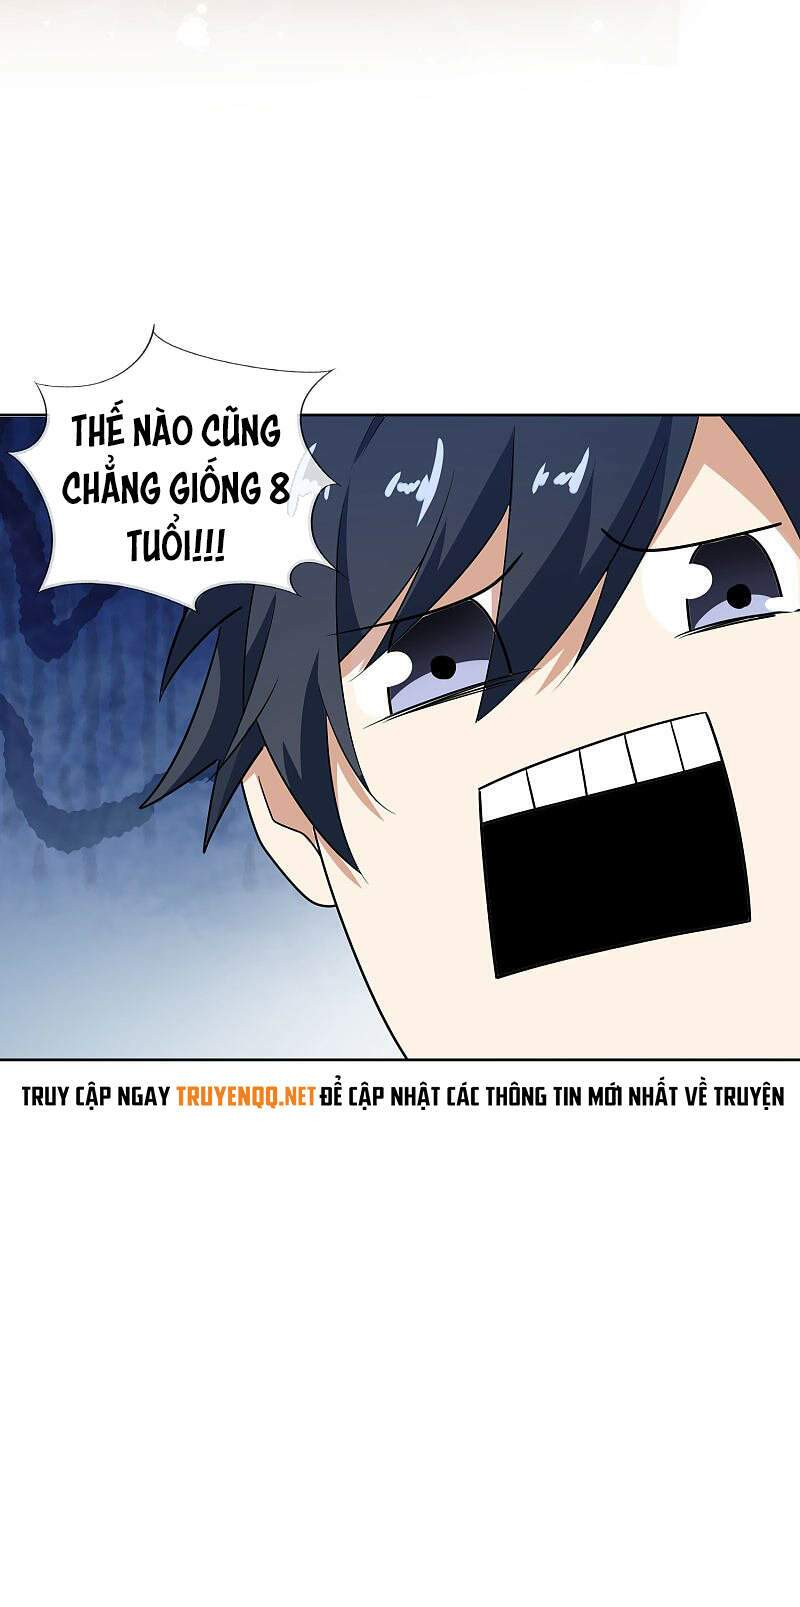 THẾ NÀO CŨNG
CHẲNG GIỐNG 8
TUỔI!!!
TRUY CẬP NGAY TRUYENQQ.NET ĐỂ CẬP NHẬT CÁC THÔNG TIN MỚI NHẤT VỀ TRUYỆN